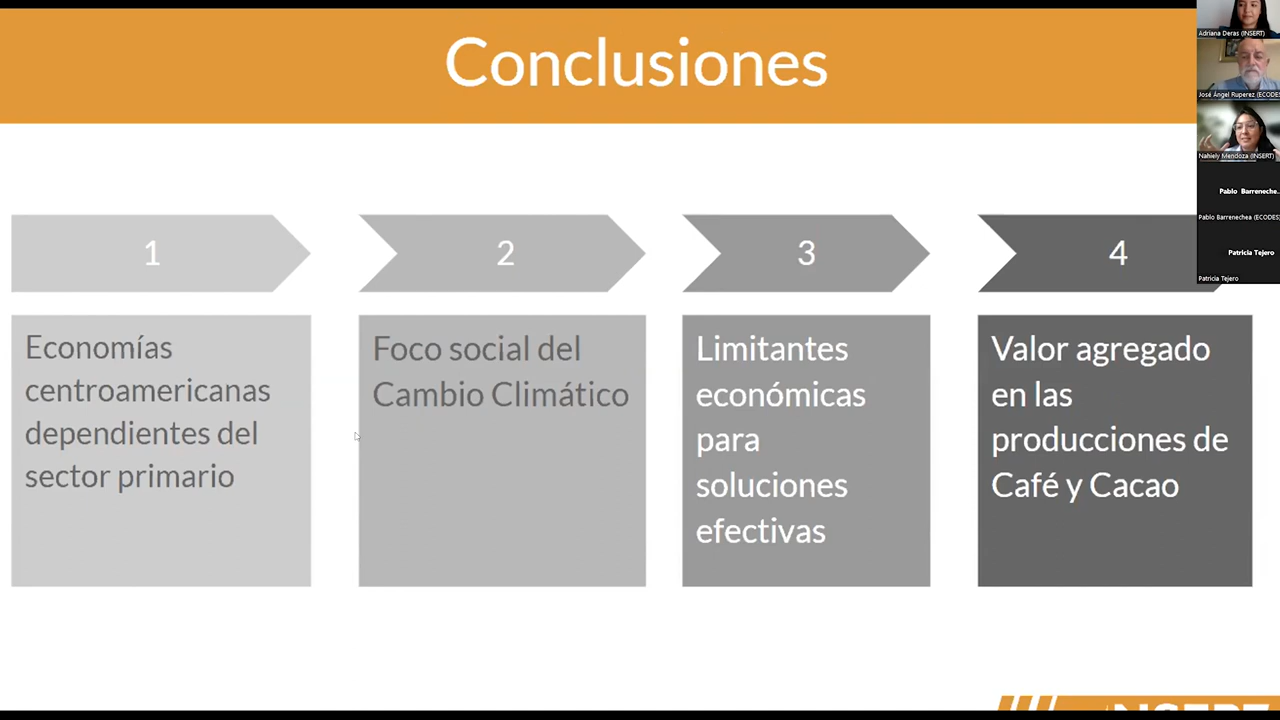 Conclusiones
1
2
3
4
Economías
centroamericanas
dependientes del
sector primario
Foco social del
Cambio Climático
Limitantes
económicas
para
soluciones
efectivas
Valor agregado
en las
producciones de
Café y Cacao
Adriana Deras (INSERT)
José Ángel Ruperez (ECODES
Nahiely Mendoza (INSERT)
Pablo Barreneche...
Pablo Barrenechea (ECODES)
Patricia Tejero
Patricia Tejero
INSERT